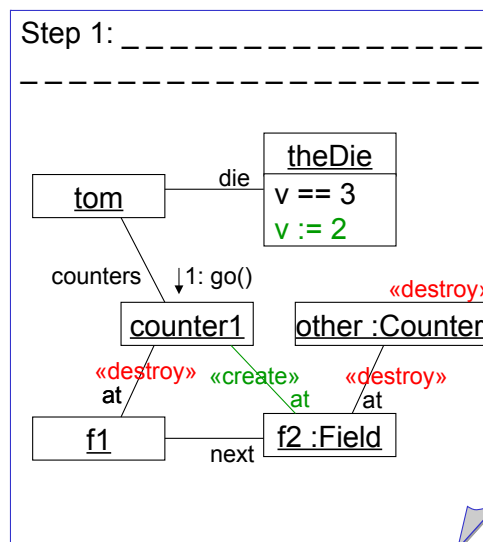 Step 1: _ _ _ _ _ _ _ _ _ _ _ _ _ _ _
_ _ _ _ _ _ _ _ _ _ _ _ _ _ _ _ _ _ _
theDie
v == 3
v := 2
die
tom
counters
1: go()
«destroy»
counter1
other :Counter
«destroy»
at
«create»
at
«destroy»
at
f1
next
f2 :Field